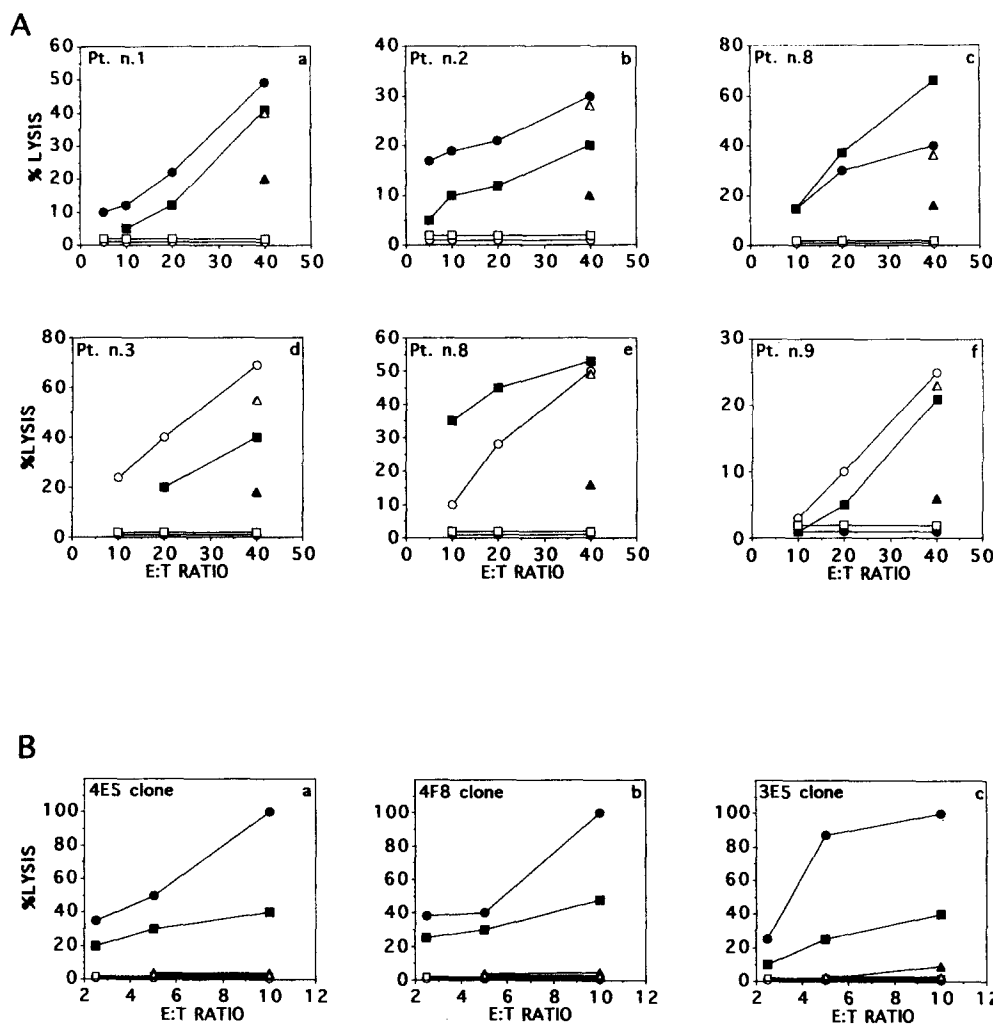 A
Pt. n.1 a
% LYSIS
60
50
40
30
20
10
0
0 10 20 30 40 50
Pt. n.2 b
40
30
20
10
0
0 10 20 30 40 50
Pt. n.8 c
80
60
40
20
0
0 10 20 30 40 50
Pt. n.3 d
%LYSIS
80
60
40
20
0
0 10 20 30 40 50
E:T RATIO
Pt. n.8 e
60
50
40
30
20
10
0
0 10 20 30 40 50
E:T RATIO
Pt. n.9 f
30
20
10
0
0 10 20 30 40 50
E:T RATIO
B
4E5 clone a
%LYSIS
100
80
60
40
20
0
2 4 6 8 10 12
E:T RATIO
4F8 clone b
100
80
60
40
20
0
2 4 6 8 10 12
E:T RATIO
3E5 clone c
100
80
60
40
20
0
2 4 6 8 10 12
E:T RATIO